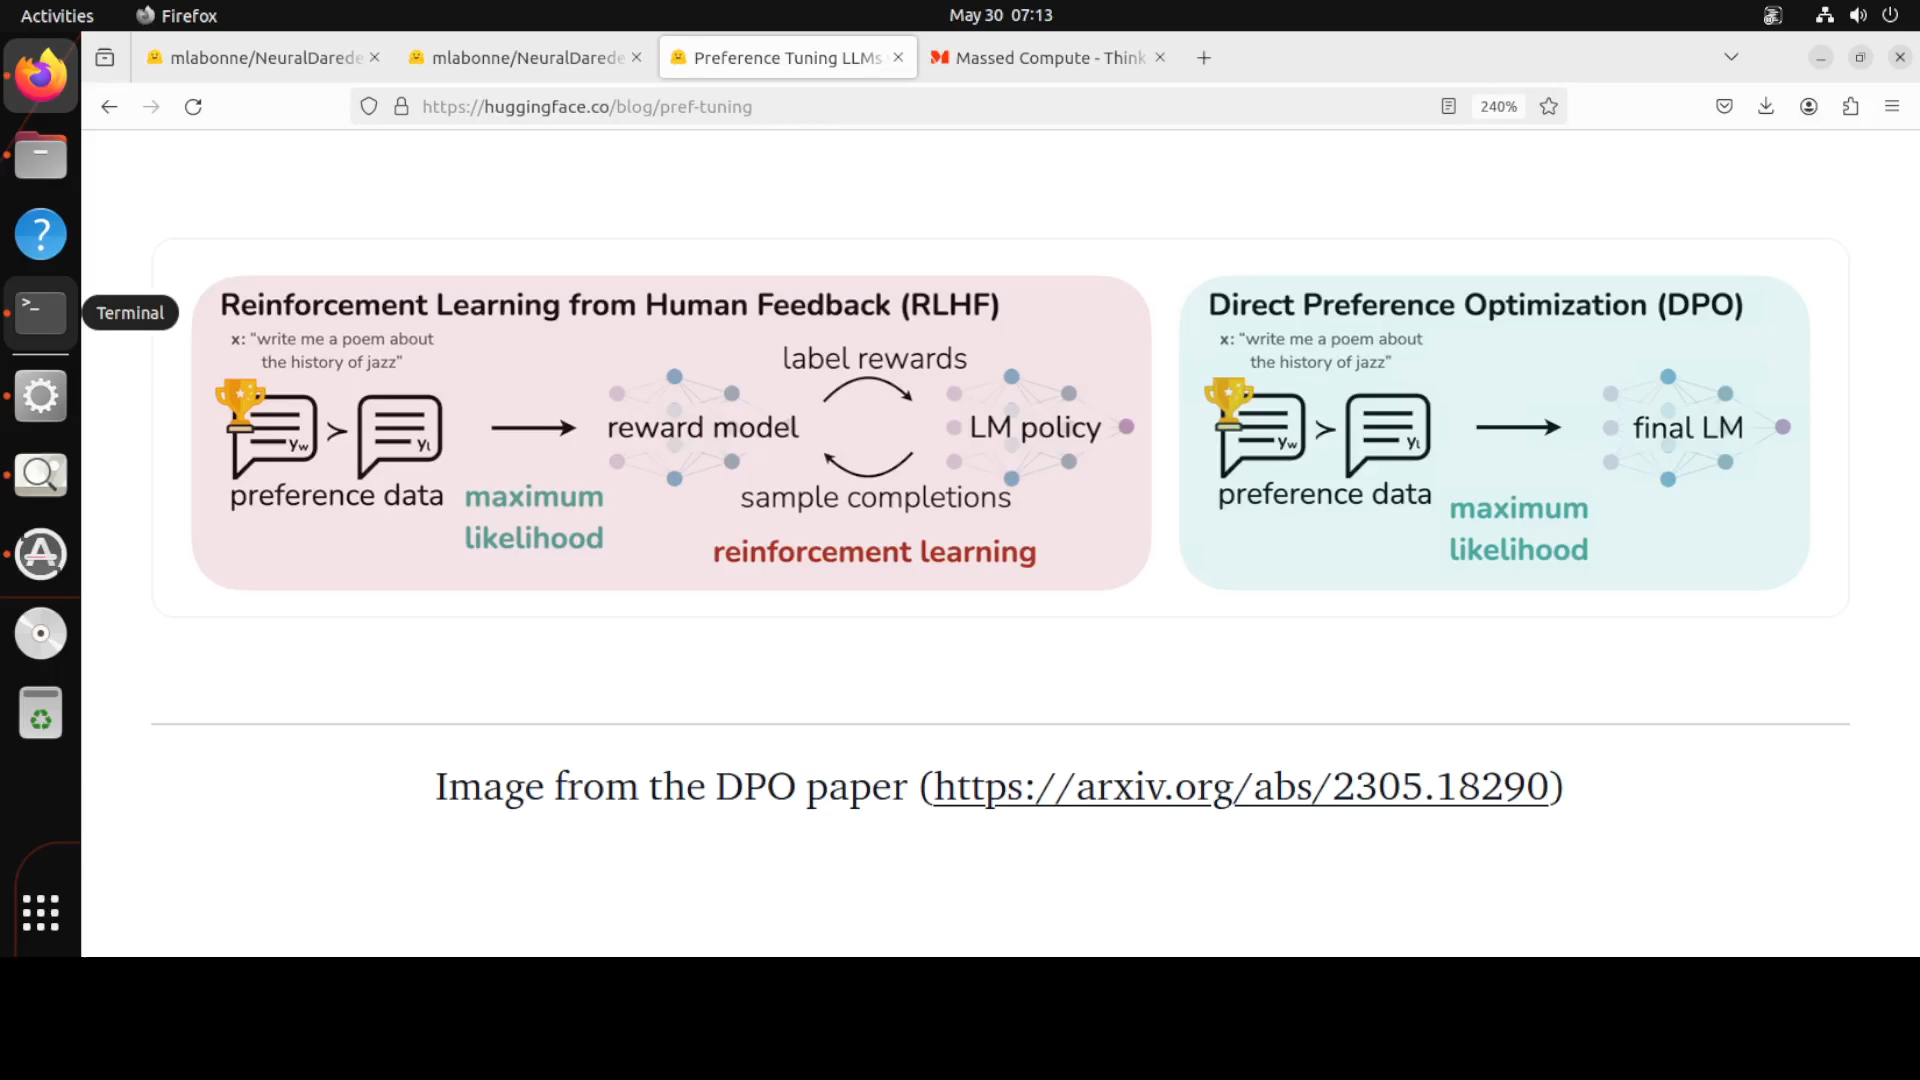 Activities
Firefox
May 30 07:13
mlabonne/NeuralDarede
mlabonne/NeuralDarede
Preference Tuning LLMs
Massed Compute - Think
https://huggingface.co/blog/pref-tuning
240%
Terminal
Reinforcement Learning from Human Feedback (RLHF)
x: “write me a poem about
the history of jazz”
label rewards
yw
yl
reward model
LM policy
preference data
maximum
likelihood
sample completions
reinforcement learning
Direct Preference Optimization (DPO)
x: “write me a poem about
the history of jazz”
yw
yl
final LM
preference data
maximum
likelihood
Image from the DPO paper (https://arxiv.org/abs/2305.18290)